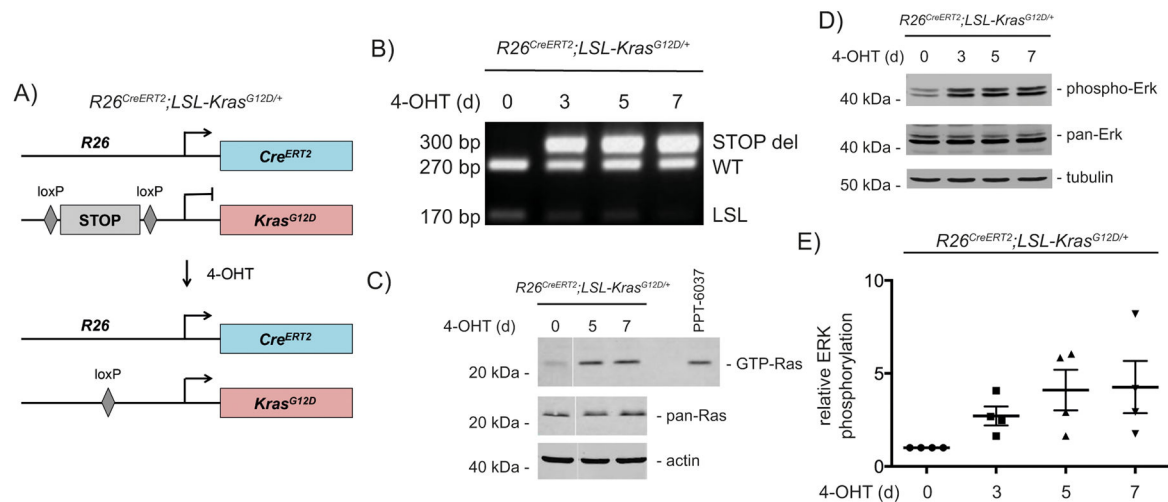 A)
R26CreERT2;LSL-KrasG12D/+
R26
CreERT2
loxP loxP
STOP
KrasG12D
4-OHT
R26
CreERT2
loxP
KrasG12D
B)
R26CreERT2;LSL-KrasG12D/+
4-OHT (d) 0 3 5 7
300 bp STOP del
270 bp WT
170 bp LSL
C)
R26CreERT2;LSL-KrasG12D/+
PPT-6037
4-OHT (d) 0 5 7
20 kDa - - GTP-Ras
20 kDa - - pan-Ras
40 kDa - - actin
D)
R26CreERT2;LSL-KrasG12D/+
4-OHT (d) 0 3 5 7
40 kDa - - phospho-Erk
40 kDa - - pan-Erk
50 kDa - - tubulin
E)
R26CreERT2;LSL-KrasG12D/+
relative ERK
phosphorylation
10
5
0
4-OHT (d) 0 3 5 7